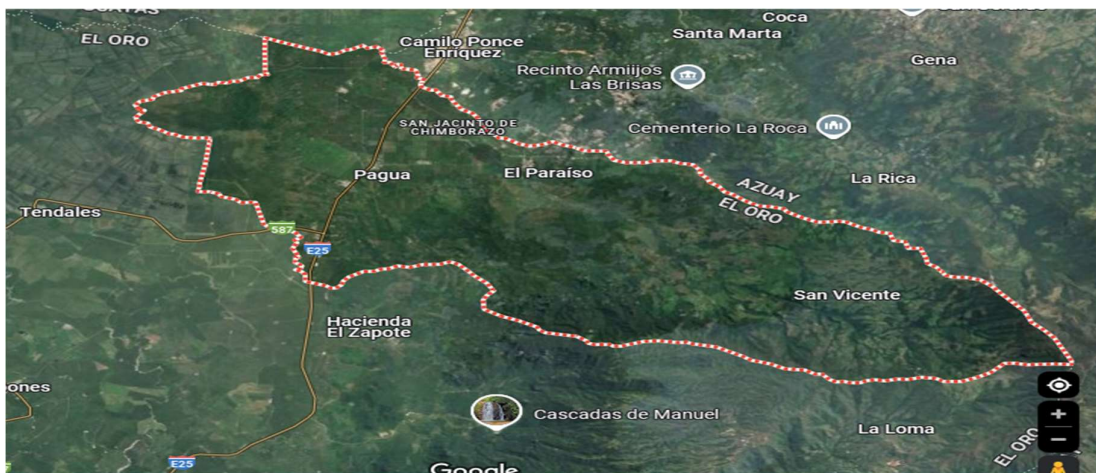 EL ORO
Camilo Ponce
Enríquez
Coca
Santa Marta
Gena
Recinto Armiijos
Las Brisas
SAN JACINTO DE
CHIMBORAZO
Cementerio La Roca
Pagua
El Paraíso
La Rica
AZUAY
EL ORO
Tendales
587
E25
San Vicente
Hacienda
El Zapote
ones
Cascadas de Manuel
La Loma
EL ORO
E25
Google
+
−